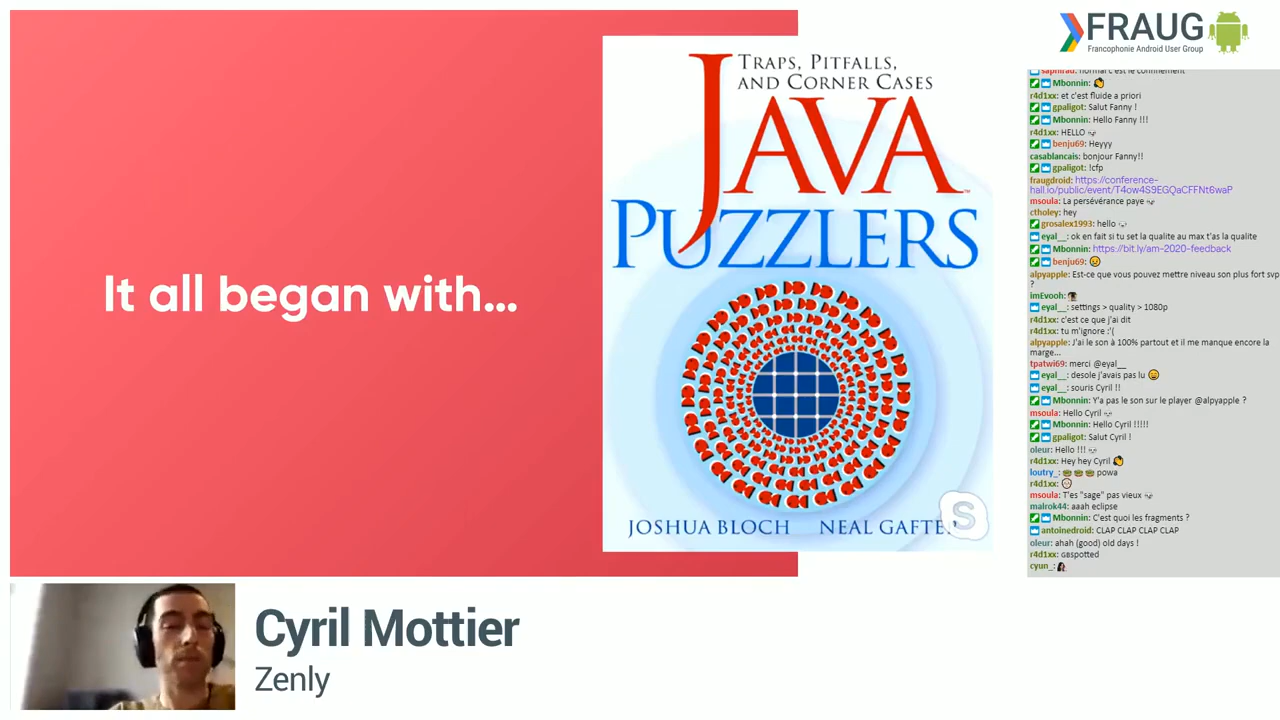 It all began with...
TRAPS, PITFALLS,
AND CORNER CASES
JAVA
™
PUZZLERS
JOSHUA BLOCH NEAL GAFTE
S
FRAUG
Francophonie Android User Group
saphirau: normal c'est le confinement
Mbonnin:
r4d1xx: et c'est fluide a priori
gpaligot: Salut Fanny !
Mbonnin: Hello Fanny !!!
r4d1xx: HELLO
benju69: Heyyy
casablancais: bonjour Fanny!!
gpaligot: !cfp
fraugdroid: https://conference-
hall.io/public/event/T4ow4S9EGQaCFFNt6waP
msoula: La persévérance paye
ctholey: hey
grosalex1993: hello
eyal__: ok en fait si tu set la qualite au max t'as la qualite
Mbonnin: https://bit.ly/am-2020-feedback
benju69:
alpyapple: Est-ce que vous pouvez mettre niveau son plus fort svp
?
imEvooh:
eyal__: settings > quality > 1080p
r4d1xx: c'est ce que j'ai dit
r4d1xx: tu m'ignore :'(
alpyapple: J'ai le son à 100% partout et il me manque encore la
marge...
tpatwi69: merci @eyal__
eyal__: desole j'avais pas lu
eyal__: souris Cyril !!
Mbonnin: Y'a pas le son sur le player @alpyapple ?
msoula: Hello Cyril
Mbonnin: Hello Cyril !!!!!
gpaligot: Salut Cyril !
oleur: Hello !!!
r4d1xx: Hey hey Cyril
loutry_: powa
r4d1xx:
msoula: T'es "sage" pas vieux
malrok44: aaah eclipse
Mbonnin: C'est quoi les fragments ?
antoinedroid: CLAP CLAP CLAP CLAP
oleur: ahah (good) old days !
r4d1xx: GBspotted
cyun_:
Cyril Mottier
Zenly